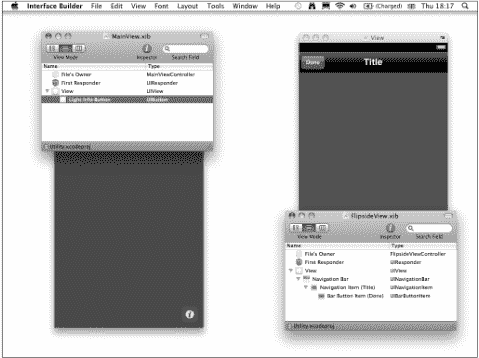 Interface Builder File Edit View Font Layout Tools Window Help (Charged) Thu 18:17
MainView.xib
View Mode Inspector Search Field
Name Type
File's Owner MainViewController
First Responder UIResponder
View UIView
Light Info Button UIButton
Utility.xcodeproj
View
Done Title
FlipsideView.xib
View Mode Inspector Search Field
Name Type
File's Owner FlipsideViewController
First Responder UIResponder
View UIView
Navigation Bar UINavigationBar
Navigation Item (Title) UINavigationItem
Bar Button Item (Done) UIBarButtonItem
Utility.xcodeproj